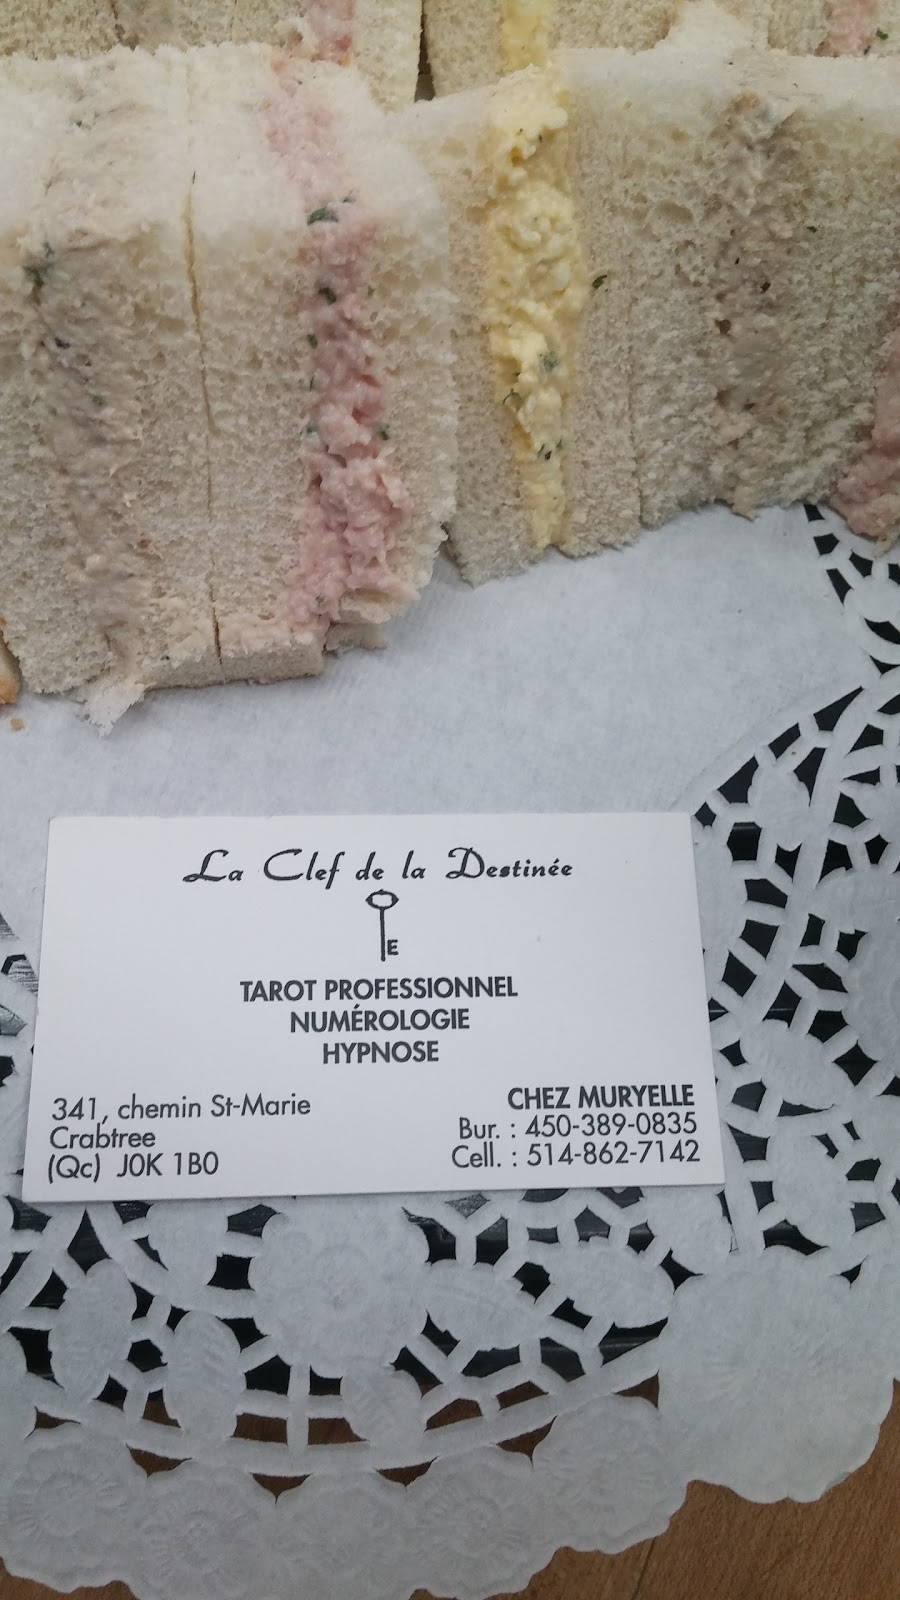 La Clef de la Destinée
E
TAROT PROFESSIONNEL
NUMÉROLOGIE
HYPNOSE
341, chemin St-Marie
Crabtree
(Qc) J0K 1B0
CHEZ MURYELLE
Bur. : 450-389-0835
Cell. : 514-862-7142